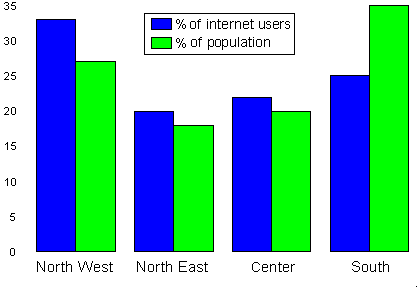 35
30
25
20
15
10
5
0
% of internet users
% of population
North West North East Center South